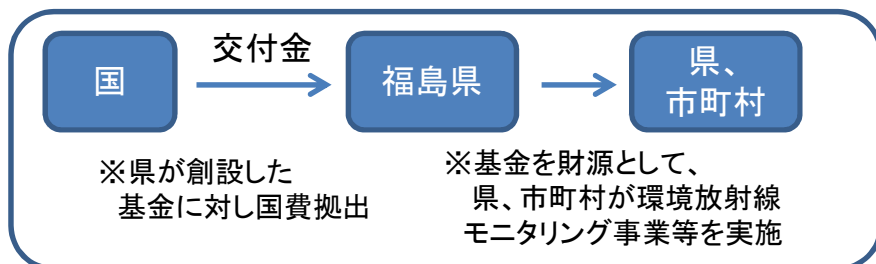 国
交付金
福島県
県、
市町村
※県が創設した
基金に対し国費拠出
※基金を財源として、
県、市町村が環境放射線
モニタリング事業等を実施